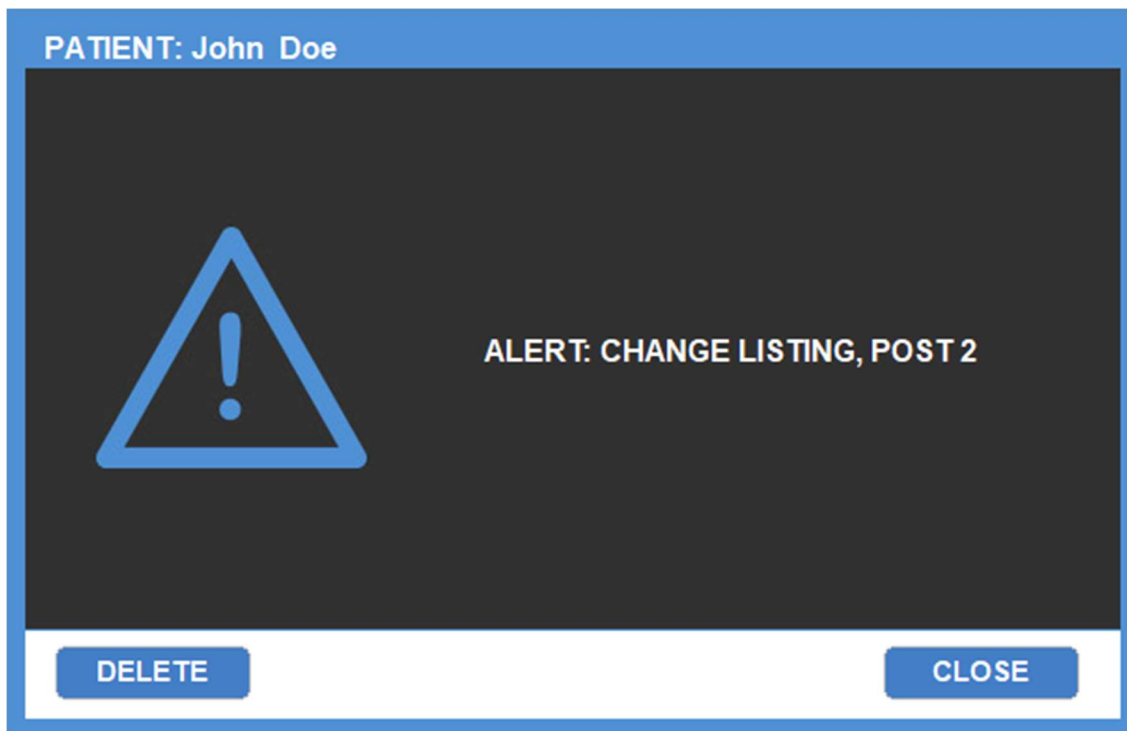 PATIENT: John Doe
ALERT: CHANGE LISTING, POST 2
DELETE
CLOSE